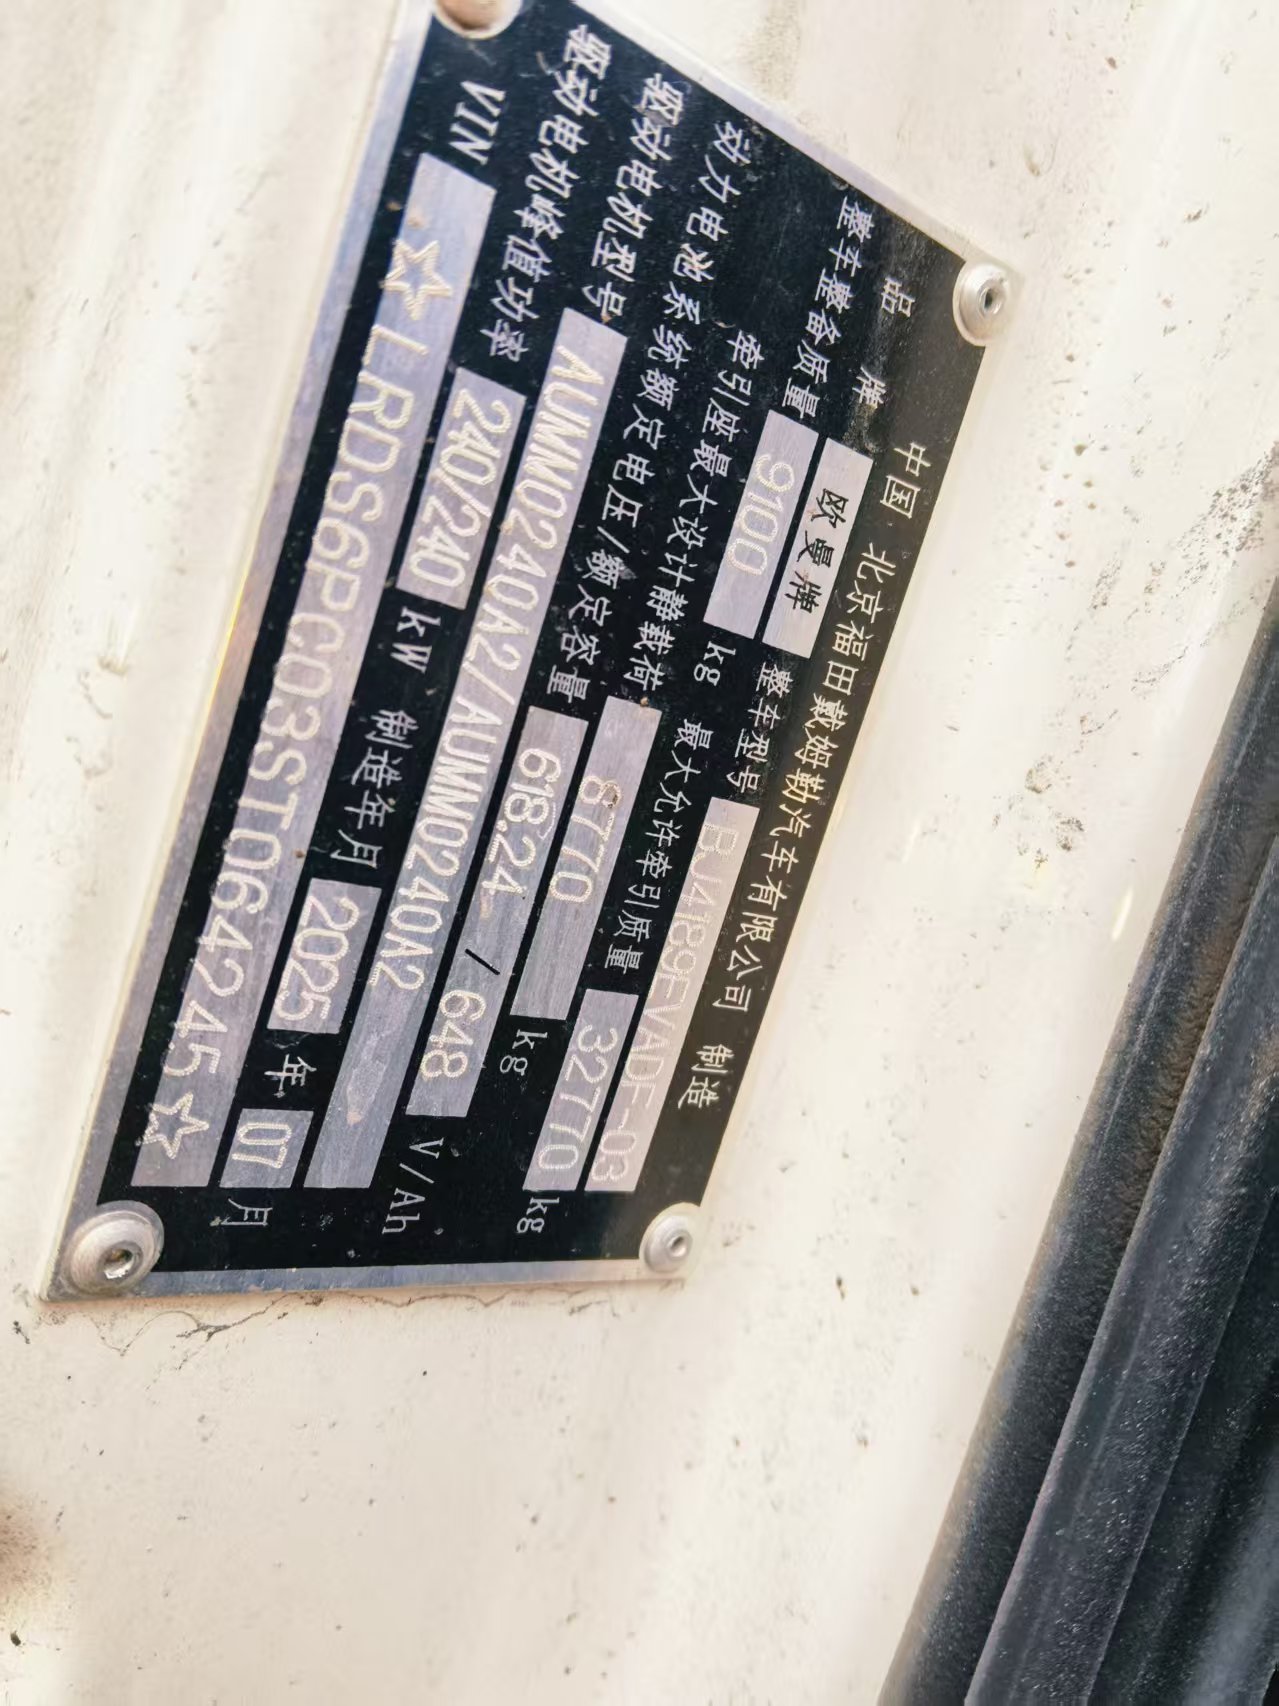 中国 北京福田戴姆勒汽车有限公司 制造
品牌 欧曼牌 整车型号 BJ4189EVADF-03
整车整备质量 9100 kg 最大允许牵引质量 32770 kg
牵引座最大设计静载荷 8770 kg
动力电池系统额定电压/额定容量 618.24 / 648 V/Ah
驱动电机型号 AUMM0240A2/AUMM0240A2
驱动电机峰值功率 240/240 kW 制造年月 2025 年 07 月
VIN ☆LRDS6PC03ST064245☆